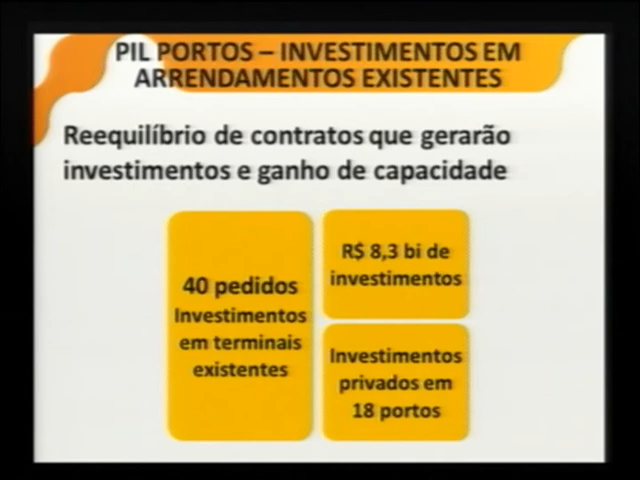 PIL PORTOS – INVESTIMENTOS EM
ARRENDAMENTOS EXISTENTES
Reequilíbrio de contratos que gerarão
investimentos e ganho de capacidade
40 pedidos
Investimentos
em terminais
existentes
R$ 8,3 bi de
investimentos
Investimentos
privados em
18 portos